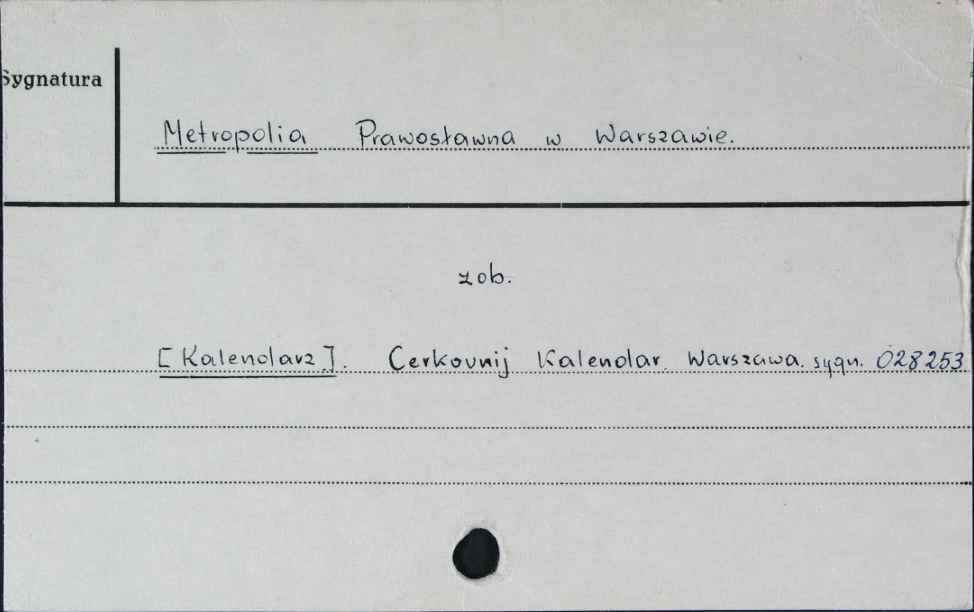 Sygnatura
Metropolia Prawosławna w Warszawie.
zob.
[Kalendarz]. Cerkovnij Kalendar. Warszawa. sygn. 028253